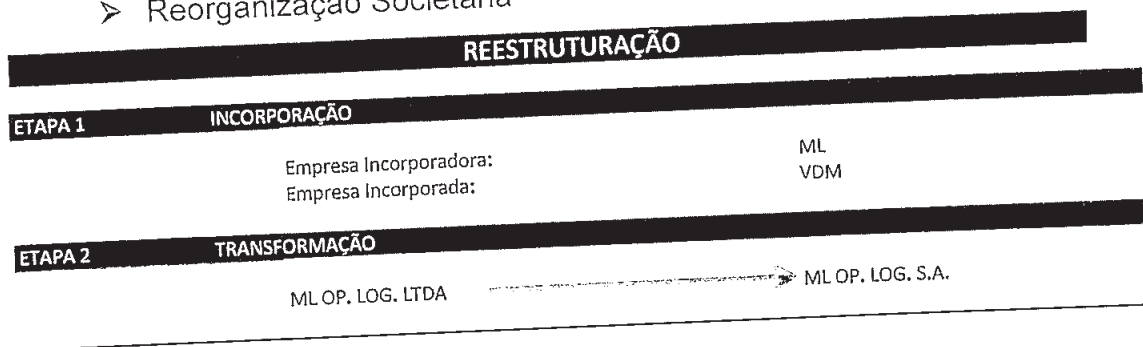 ➢ Reorganização Societária
REESTRUTURAÇÃO
ETAPA 1 INCORPORAÇÃO
Empresa Incorporadora: ML
Empresa Incorporada: VDM
ETAPA 2 TRANSFORMAÇÃO
ML OP. LOG. LTDA ML OP. LOG. S.A.